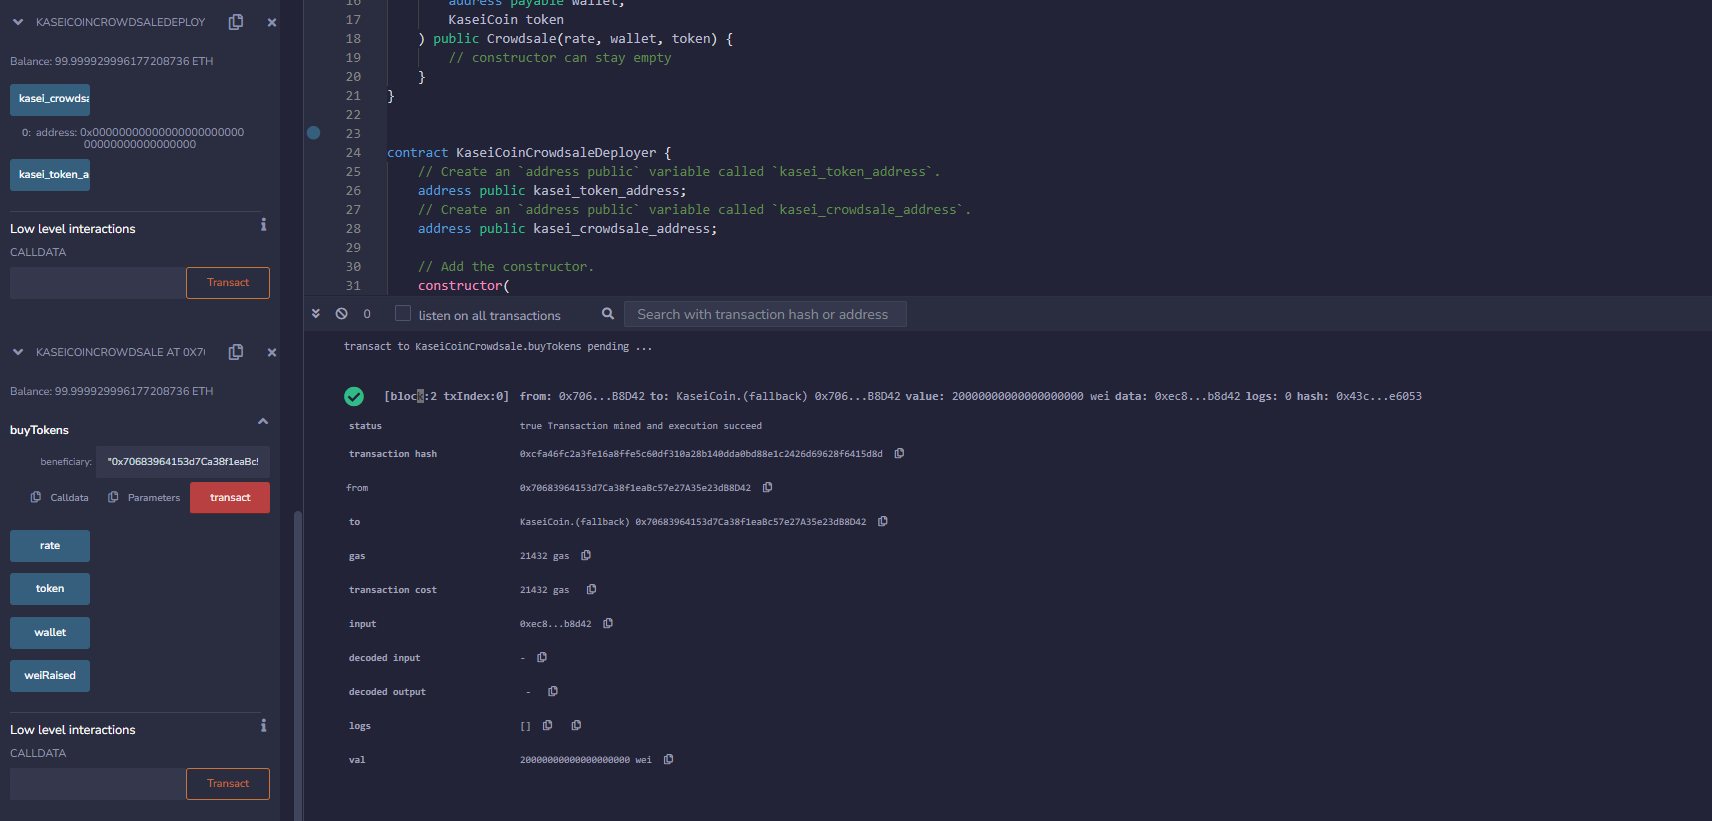 KASEICOINCROWDSALEDEPLOY
Balance: 99.999929996177208736 ETH
kasei_crowdsa
0: address: 0x000000000000000000000000
0000000000000000
kasei_token_a
Low level interactions
CALLDATA
Transact
KASEICOINCROWDSALE AT 0X7
Balance: 99.999929996177208736 ETH
buyTokens
beneficiary: "0x70683964153d7Ca38f1eaBc5
Calldata Parameters transact
rate
token
wallet
weiRaised
Low level interactions
CALLDATA
Transact
16 address payable wallet,
17 KaseiCoin token
18 ) public Crowdsale(rate, wallet, token) {
19 // constructor can stay empty
20 }
21 }
22
23
24 contract KaseiCoinCrowdsaleDeployer {
25 // Create an `address public` variable called `kasei_token_address`.
26 address public kasei_token_address;
27 // Create an `address public` variable called `kasei_crowdsale_address`.
28 address public kasei_crowdsale_address;
29
30 // Add the constructor.
31 constructor(
0 listen on all transactions Search with transaction hash or address
transact to KaseiCoinCrowdsale.buyTokens pending ...
[block:2 txIndex:0] from: 0x706...B8D42 to: KaseiCoin.(fallback) 0x706...B8D42 value: 20000000000000000000 wei data: 0xec8...b8d42 logs: 0 hash: 0x43c...e6053
status true Transaction mined and execution succeed
transaction hash 0xcfa46fc2a3fe16a8ffe5c60df310a28b140dda0bd88e1c2426d69628f6415d8d
from 0x70683964153d7Ca38f1eaBc57e27A35e23dB8D42
to KaseiCoin.(fallback) 0x70683964153d7Ca38f1eaBc57e27A35e23dB8D42
gas 21432 gas
transaction cost 21432 gas
input 0xec8...b8d42
decoded input -
decoded output -
logs []
val 20000000000000000000 wei